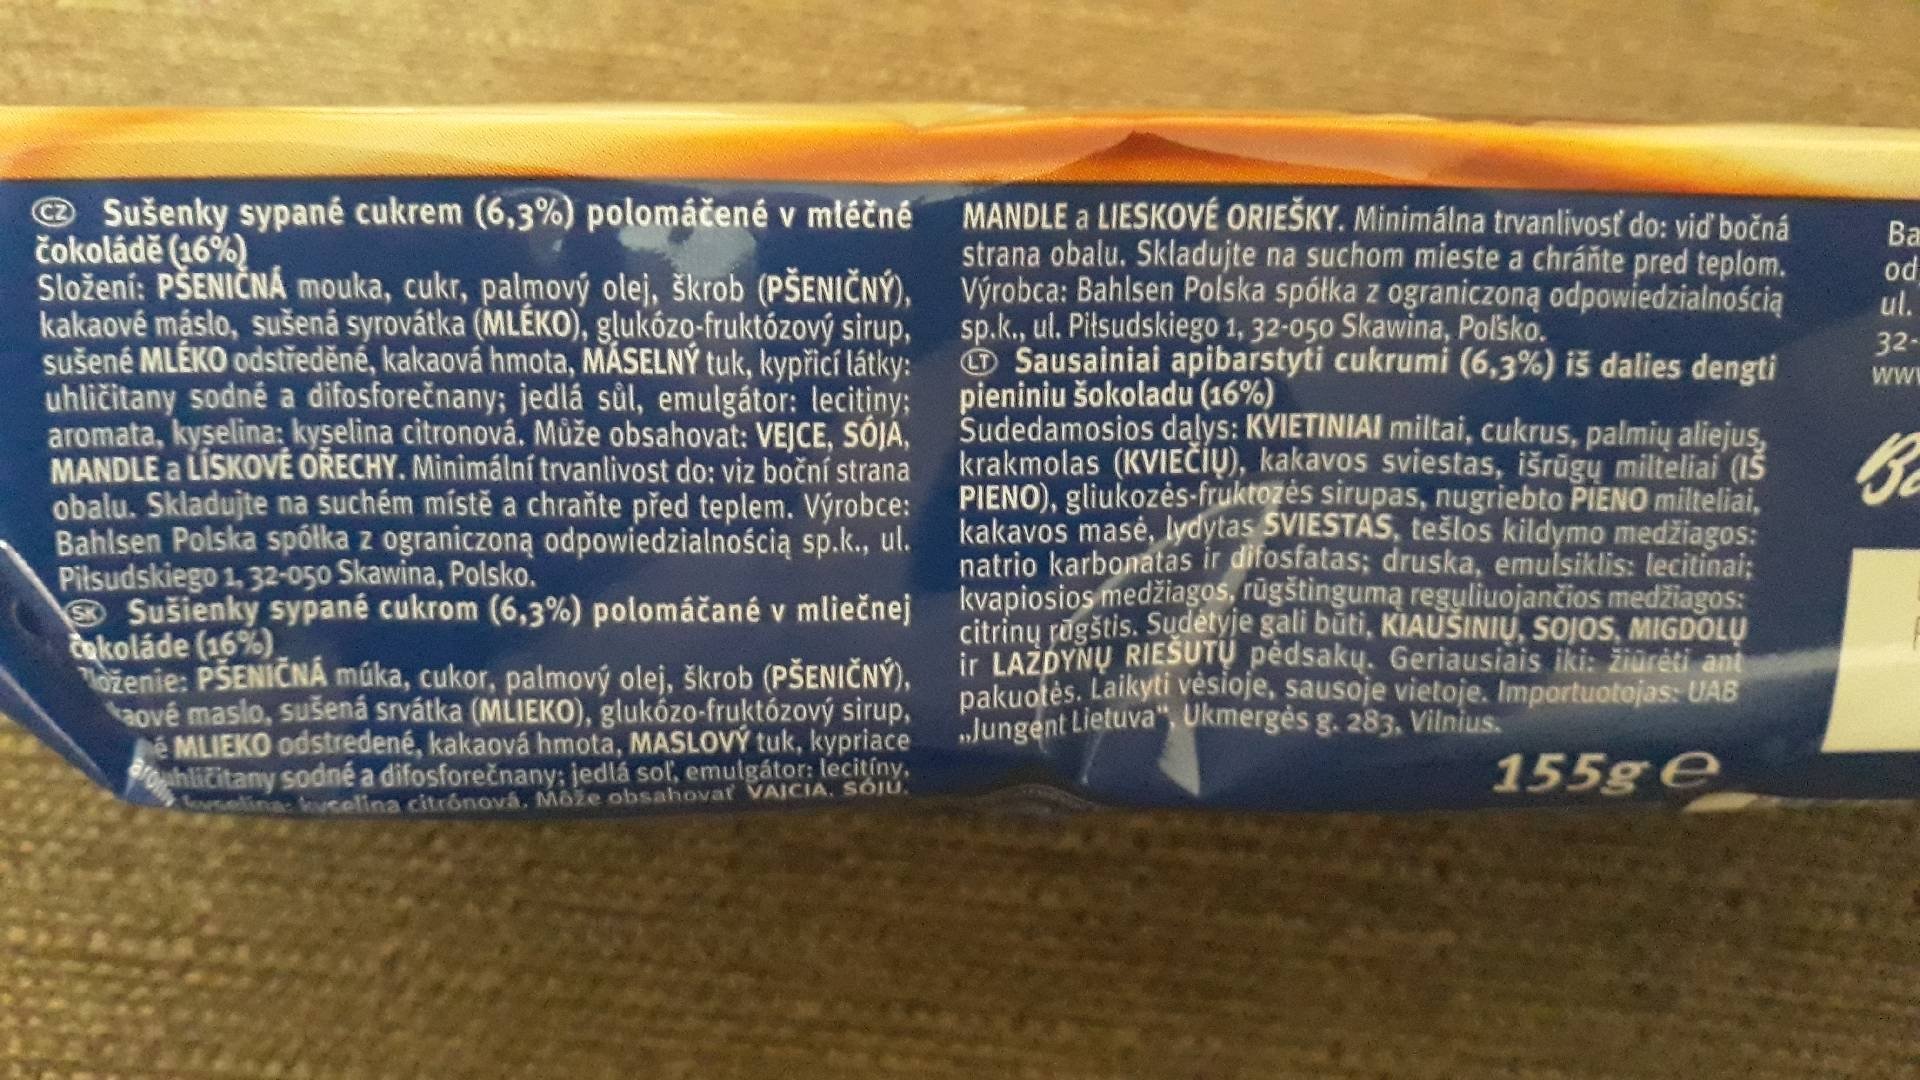 CZ Sušenky sypané cukrem (6,3%) polomáčené v mléčné
čokoládě (16%)
Složení: PŠENIČNÁ mouka, cukr, palmový olej, škrob (PŠENIČNÝ),
kakaové máslo, sušená syrovátka (MLÉKO), glukózo-fruktózový sirup,
sušené MLÉKO odstředěné, kakaová hmota, MÁSELNÝ tuk, kypřicí látky:
uhličitany sodné a difosforečnany; jedlá sůl, emulgátor: lecitiny;
aromata, kyselina: kyselina citronová. Může obsahovat: VEJCE, SÓJA,
MANDLE a LÍSKOVÉ OŘECHY. Minimální trvanlivost do: viz boční strana
obalu. Skladujte na suchém místě a chraňte před teplem. Výrobce:
Bahlsen Polska spółka z ograniczoną odpowiedzialnością sp.k., ul.
Piłsudskiego 1, 32-050 Skawina, Polsko.
SK Sušienky sypané cukrom (6,3%) polomáčané v mliečnej
čokoláde (16%)
PŠENIČNÁ múka, cukor, palmový olej, škrob (PŠENIČNÝ),
maslo, sušená srvátka (MLIEKO), glukózo-fruktózový sirup,
MLIEKO odstredené, kakaová hmota, MASLOVÝ tuk, kypriace
uhličitany sodné a difosforečnany; jedlá soľ, emulgátor: lecitíny,
kyselina citrónová. Môže obsahovať VAJCIA, SÓJU,
MANDLE a LIESKOVÉ ORIEŠKY. Minimálna trvanlivosť do: viď bočná
strana obalu. Skladujte na suchom mieste a chráňte pred teplom.
Výrobca: Bahlsen Polska spółka z ograniczoną odpowiedzialnością
sp.k., ul. Piłsudskiego 1, 32-050 Skawina, Poľsko.
LT Sausainiai apibarstyti cukrumi (6,3%) iš dalies dengti
pieniniu šokoladu (16%)
Sudedamosios dalys: KVIETINIAI miltai, cukrus, palmių aliejus,
krakmolas (KVIEČIŲ), kakavos sviestas, išrūgų milteliai (IŠ
PIENO), gliukozės-fruktozės sirupas, nugriebto PIENO milteliai,
kakavos masė, lydytas SVIESTAS, tešlos kildymo medžiagos:
natrio karbonatas ir difosfatas; druska, emulsiklis: lecitinai;
kvapiosios medžiagos, rūgštingumą reguliuojančios medžiagos:
citrinų rūgštis. Sudėtyje gali būti, KIAUŠINIŲ, SOJOS, MIGDOLŲ
ir LAZDYNŲ RIEŠUTŲ pėdsakų. Geriausiais iki: žiūrėti ant
pakuotės. Laikyti vėsioje, sausoje vietoje. Importuotojas: UAB
„Jungent Lietuva“, Ukmergės g. 283, Vilnius.
155g e
Ba
od
ul.
32-
www
Ba